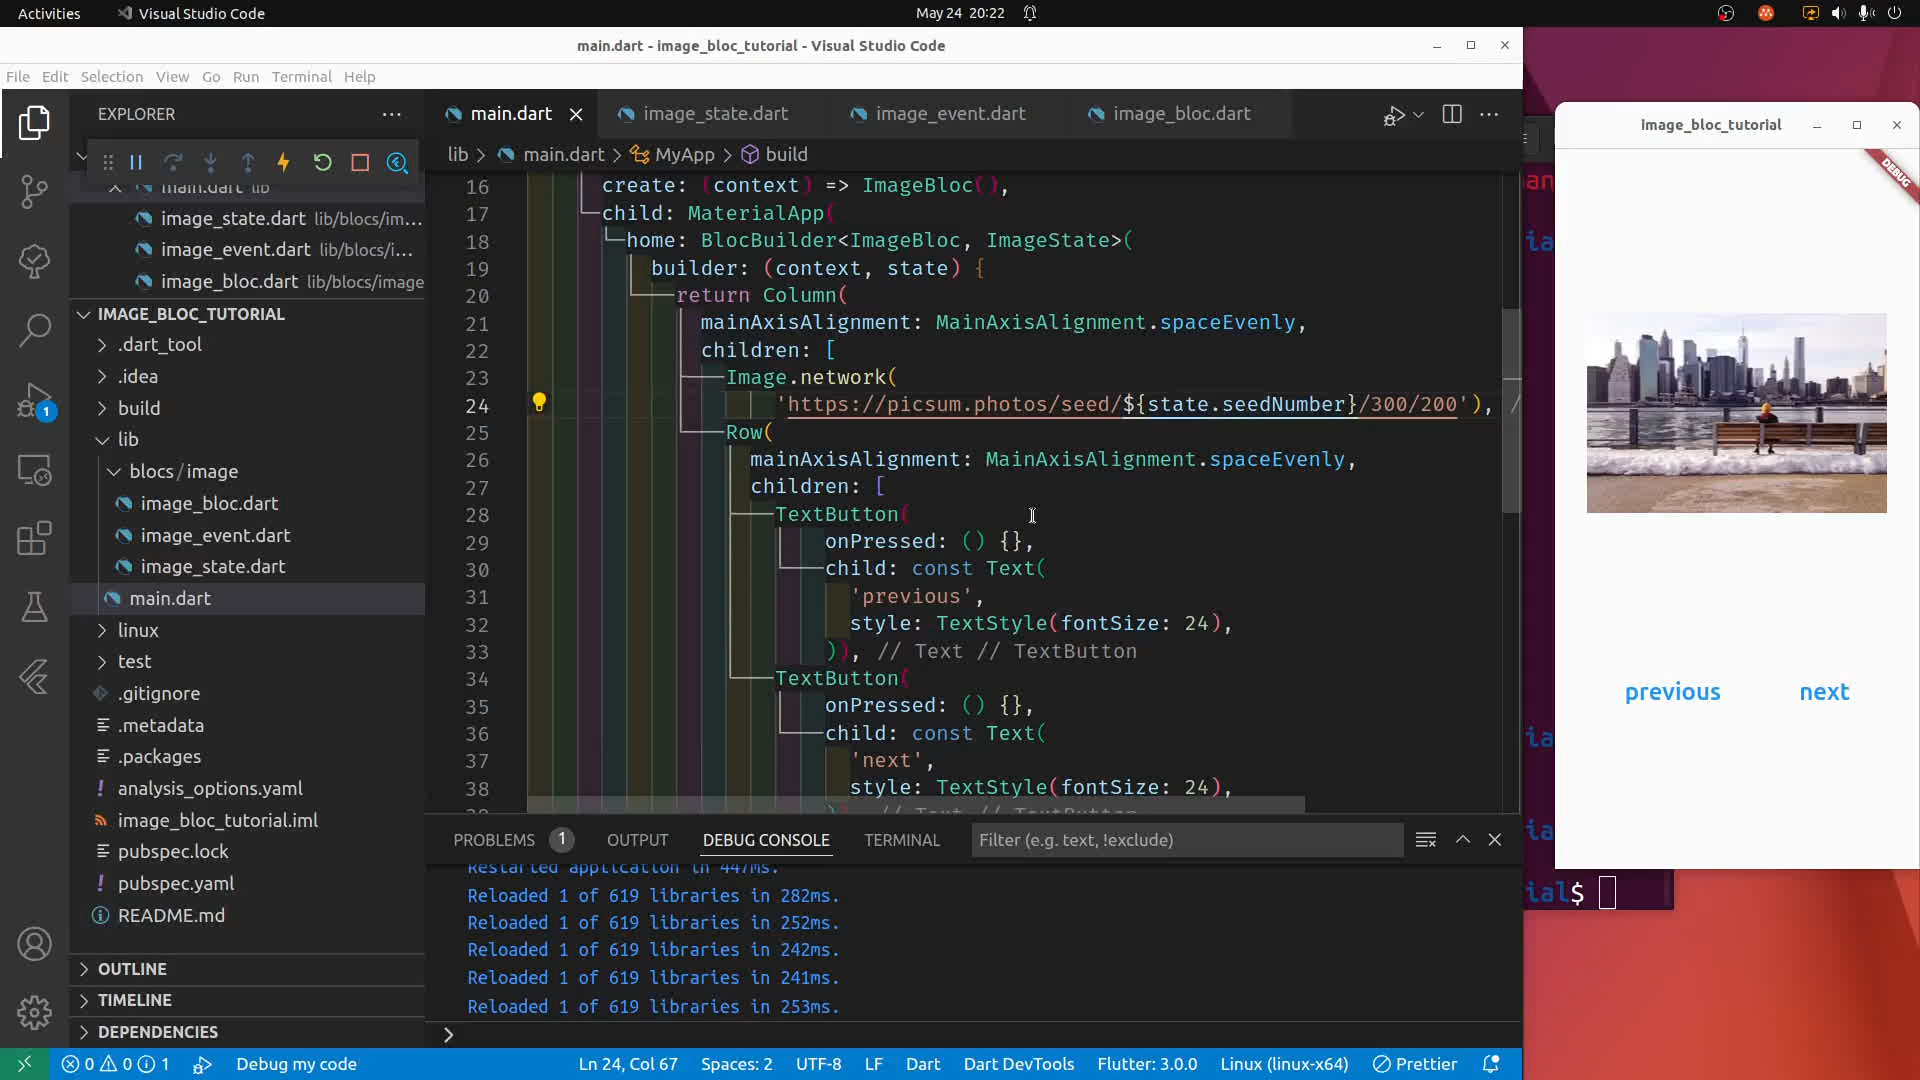 Activities
Visual Studio Code
May 24 20:22
main.dart - image_bloc_tutorial - Visual Studio Code
File Edit Selection View Go Run Terminal Help
EXPLORER
main.dart lib
image_state.dart lib/blocs/im...
image_event.dart lib/blocs/i...
image_bloc.dart lib/blocs/image
IMAGE_BLOC_TUTORIAL
.dart_tool
.idea
build
lib
blocs/image
image_bloc.dart
image_event.dart
image_state.dart
main.dart
linux
test
.gitignore
.metadata
.packages
analysis_options.yaml
image_bloc_tutorial.iml
pubspec.lock
pubspec.yaml
README.md
OUTLINE
TIMELINE
DEPENDENCIES
1
main.dart
image_state.dart
image_event.dart
image_bloc.dart
lib > main.dart > MyApp > build
16 create: (context) => ImageBloc(),
17 child: MaterialApp(
18 home: BlocBuilder<ImageBloc, ImageState>(
19 builder: (context, state) {
20 return Column(
21 mainAxisAlignment: MainAxisAlignment.spaceEvenly,
22 children: [
23 Image.network(
24 'https://picsum.photos/seed/${state.seedNumber}/300/200'), /
25 Row(
26 mainAxisAlignment: MainAxisAlignment.spaceEvenly,
27 children: [
28 TextButton(
29 onPressed: () {},
30 child: const Text(
31 'previous',
32 style: TextStyle(fontSize: 24),
33 )), // Text // TextButton
34 TextButton(
35 onPressed: () {},
36 child: const Text(
37 'next',
38 style: TextStyle(fontSize: 24),
PROBLEMS 1 OUTPUT DEBUG CONSOLE TERMINAL Filter (e.g. text, !exclude)
Restarted application in 447ms.
Reloaded 1 of 619 libraries in 282ms.
Reloaded 1 of 619 libraries in 252ms.
Reloaded 1 of 619 libraries in 242ms.
Reloaded 1 of 619 libraries in 241ms.
Reloaded 1 of 619 libraries in 253ms.
0 0 1 Debug my code Ln 24, Col 67 Spaces: 2 UTF-8 LF Dart Dart DevTools Flutter: 3.0.0 Linux (linux-x64) Prettier
image_bloc_tutorial
DEBUG
previous next
ial$